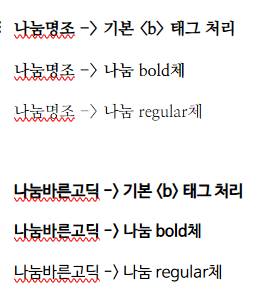 나눔명조 -> 기본 <b> 태그 처리
나눔명조 -> 나눔 bold체
나눔명조 -> 나눔 regular체
나눔바른고딕 -> 기본 <b> 태그 처리
나눔바른고딕 -> 나눔 bold체
나눔바른고딕 -> 나눔 regular체